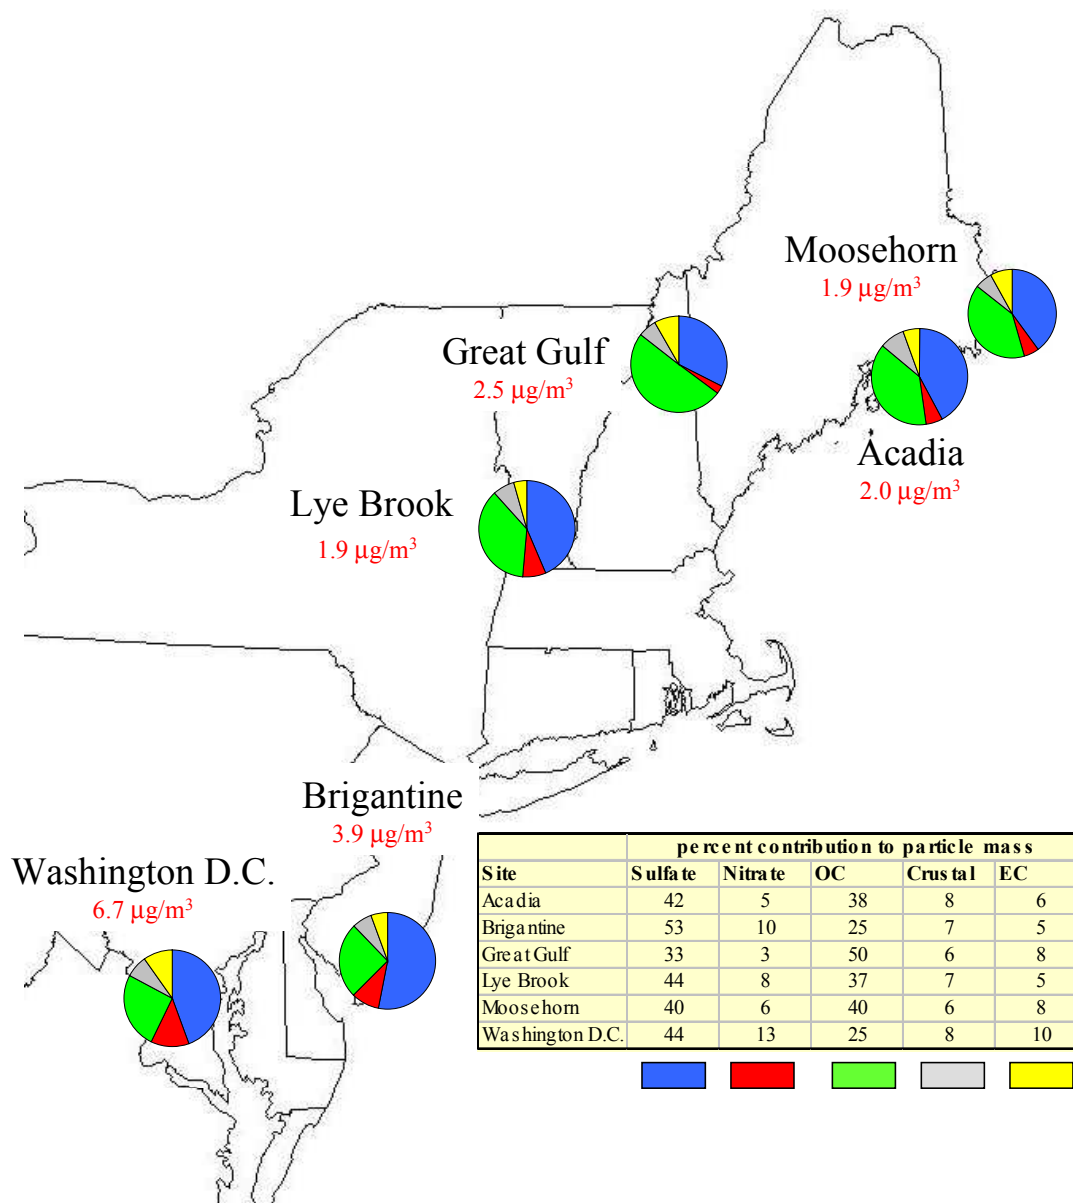 Moosehorn
1.9 μg/m³
Great Gulf
2.5 μg/m³
Acadia
2.0 μg/m³
Lye Brook
1.9 μg/m³
Brigantine
3.9 μg/m³
Washington D.C.
6.7 μg/m³
percent contribution to particle mass
Site Sulfate Nitrate OC Crustal EC
Acadia 42 5 38 8 6
Brigantine 53 10 25 7 5
Great Gulf 33 3 50 6 8
Lye Brook 44 8 37 7 5
Moosehorn 40 6 40 6 8
Washington D.C. 44 13 25 8 10